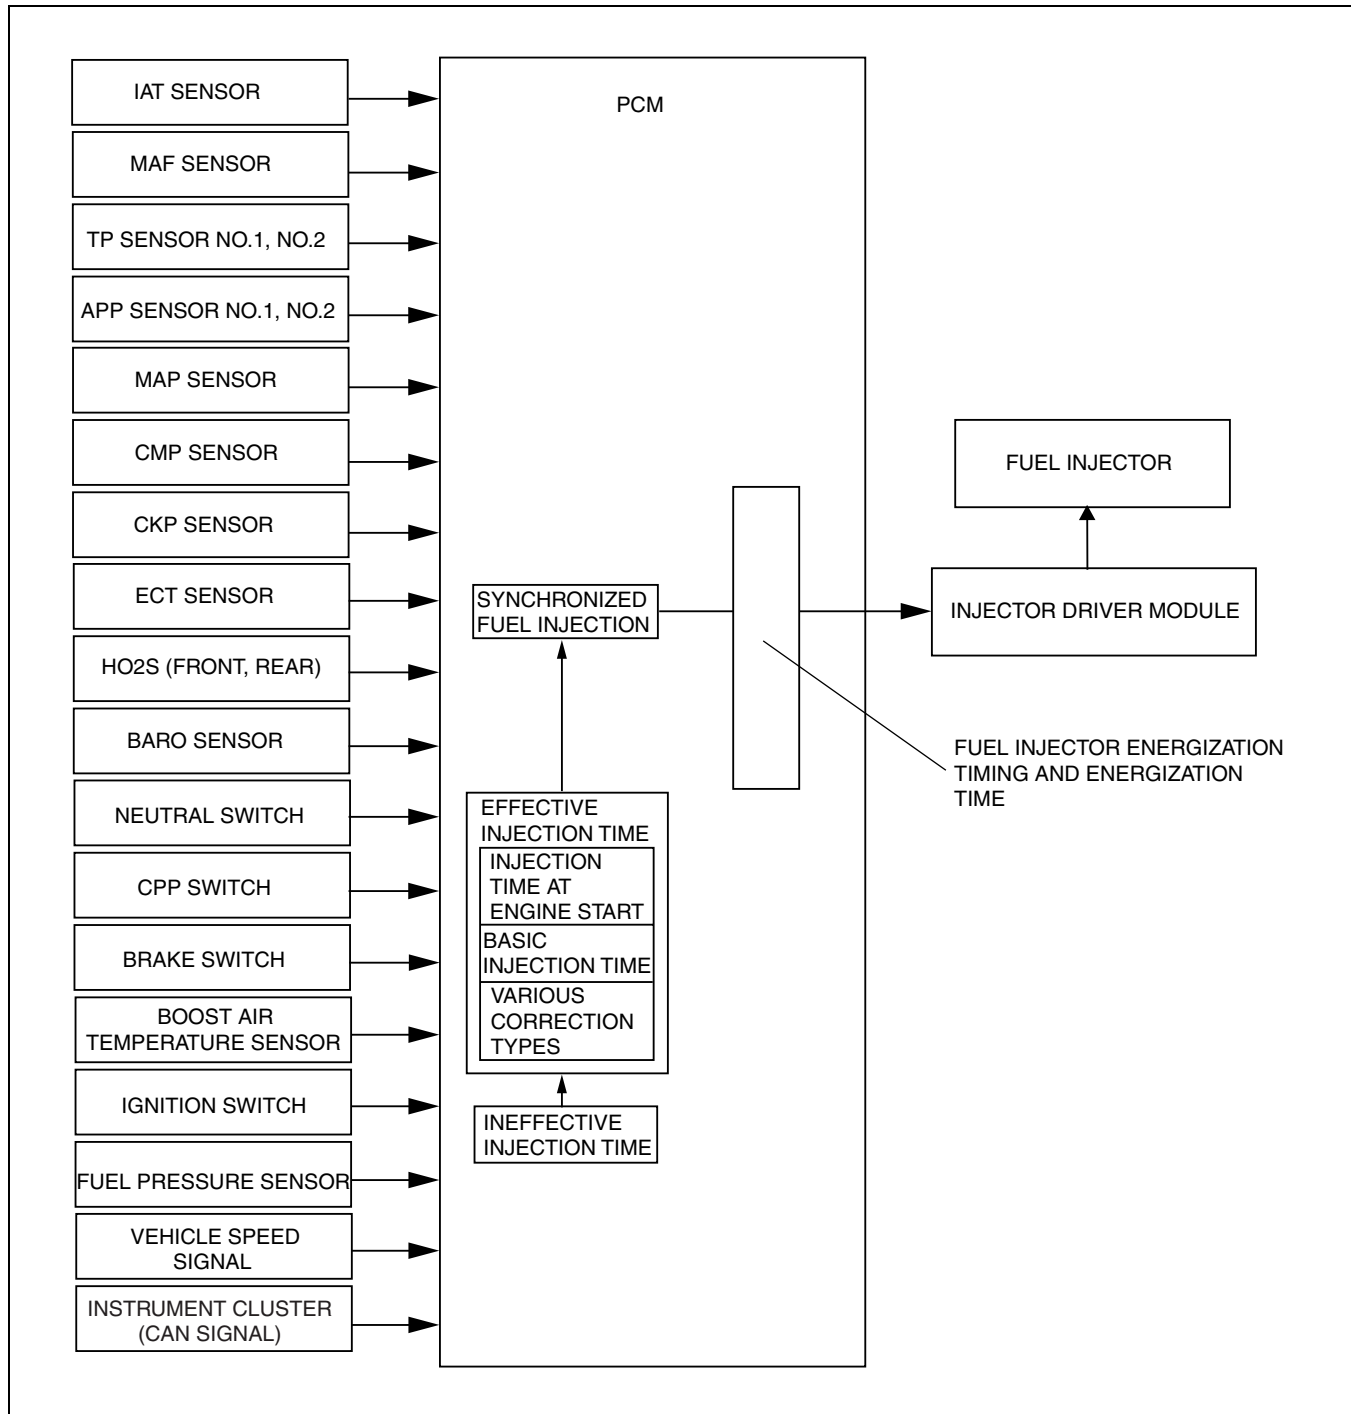 IAT SENSOR
MAF SENSOR
TP SENSOR NO.1, NO.2
APP SENSOR NO.1, NO.2
MAP SENSOR
CMP SENSOR
CKP SENSOR
ECT SENSOR
HO2S (FRONT, REAR)
BARO SENSOR
NEUTRAL SWITCH
CPP SWITCH
BRAKE SWITCH
BOOST AIR
TEMPERATURE SENSOR
IGNITION SWITCH
FUEL PRESSURE SENSOR
VEHICLE SPEED
SIGNAL
INSTRUMENT CLUSTER
(CAN SIGNAL)
PCM
SYNCHRONIZED
FUEL INJECTION
EFFECTIVE
INJECTION TIME
INJECTION
TIME AT
ENGINE START
BASIC
INJECTION TIME
VARIOUS
CORRECTION
TYPES
INEFFECTIVE
INJECTION TIME
FUEL INJECTOR
INJECTOR DRIVER MODULE
FUEL INJECTOR ENERGIZATION
TIMING AND ENERGIZATION
TIME